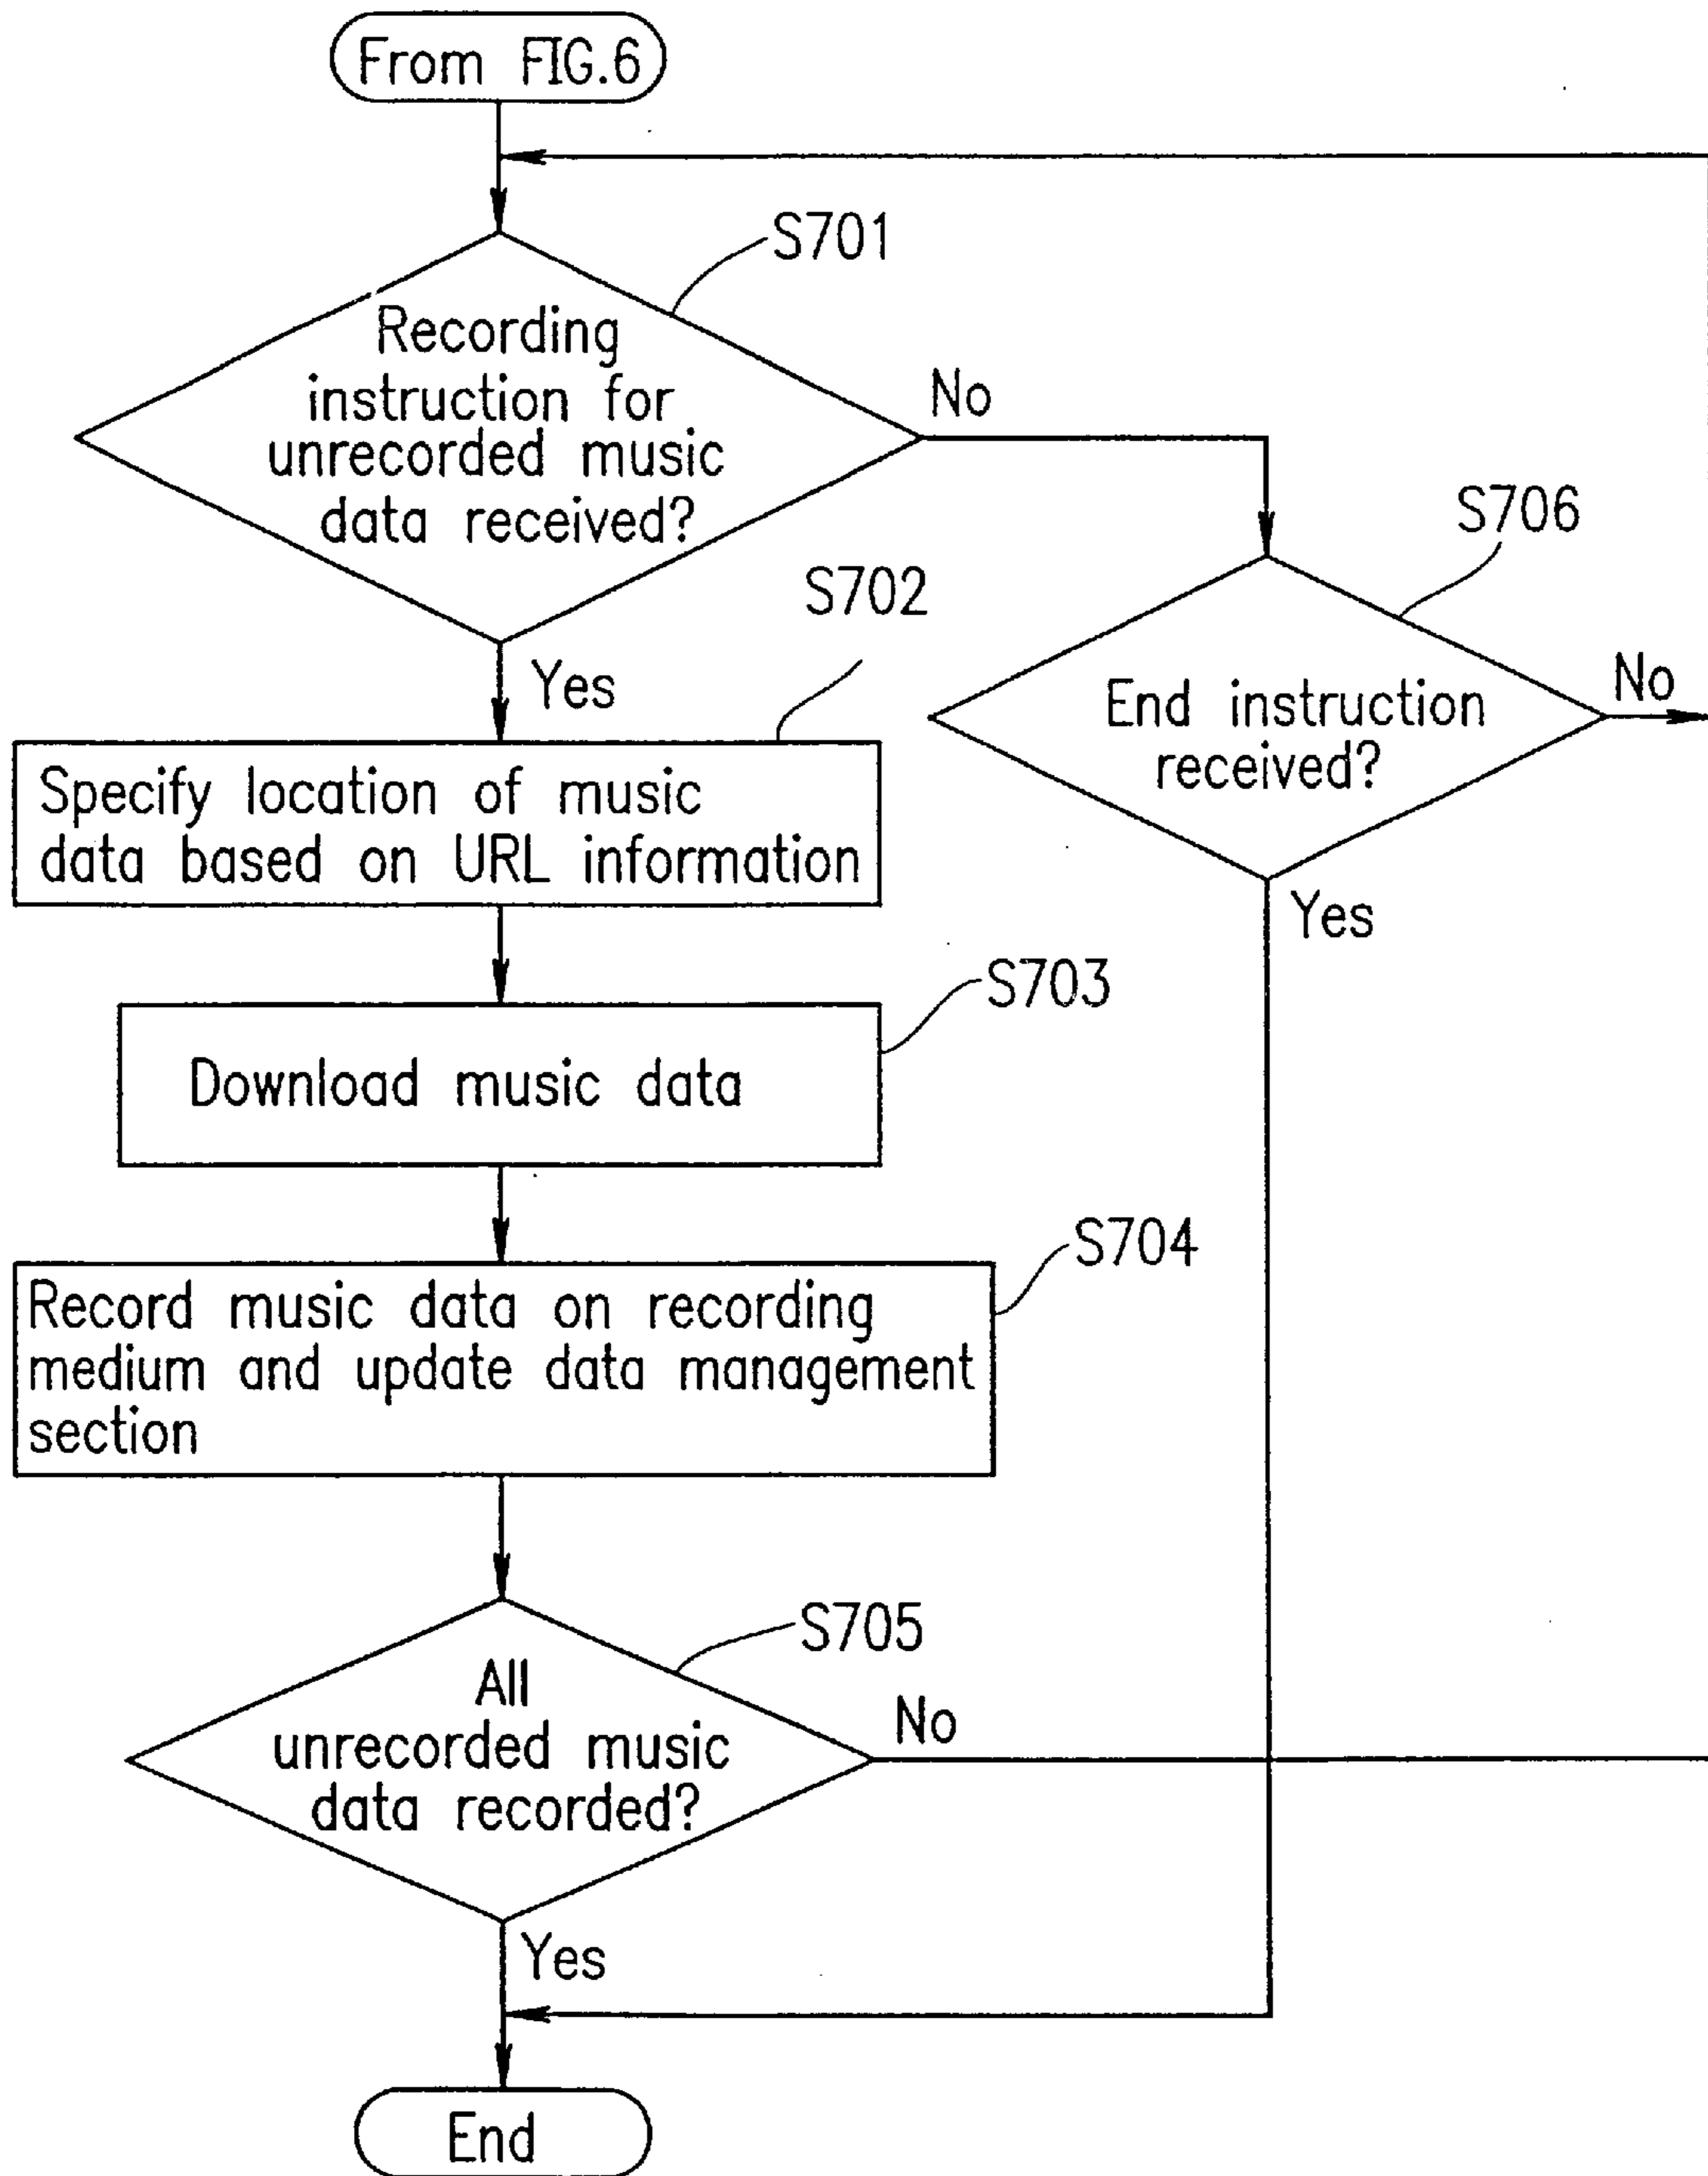 From FIG.6
S701
Recording
instruction for
unrecorded music
data received?
No
Yes
S706
End instruction
received?
No
Yes
S702
Specify location of music
data based on URL information
S703
Download music data
S704
Record music data on recording
medium and update data management
section
S705
All
unrecorded music
data recorded?
No
Yes
End